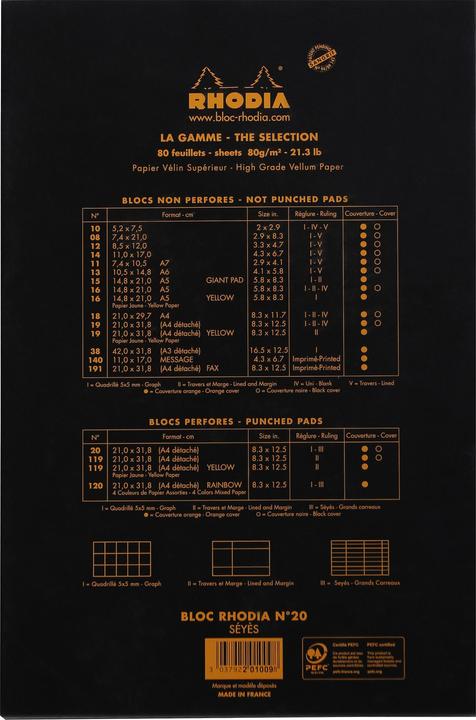 RHODIA ®
www.bloc-rhodia.com
LA GAMME - THE SELECTION
80 feuillets - sheets 80g/m² - 21.3 lb
Papier Vélin Supérieur - High Grade Vellum Paper
BLOCS NON PERFORES - NOT PUNCHED PADS
N° Format - cm Size in. Réglure - Ruling Couverture - Cover
10 5,2 x 7,5 2 x 2.9 I - IV - V ● ○
08 7,4 x 21,0 2.9 x 8.3 I - V ● ○
12 8,5 x 12,0 3.3 x 4.7 I - V ● ○
14 11,0 x 17,0 4.3 x 6.7 I - V ● ○
11 7,4 x 10,5 A7 2.9 x 4.1 I - V ● ○
13 10,5 x 14,8 A6 4.1 x 5.8 I - V ● ○
15 14,8 x 21,0 A5 GIANT PAD 5.8 x 8.3 I - II ●
16 14,8 x 21,0 A5 5.8 x 8.3 I - II - IV ● ○
16 14,8 x 21,0 A5 YELLOW 5.8 x 8.3 I ●
Papier Jaune - Yellow Paper
18 21,0 x 29,7 A4 8.3 x 11.7 I - II - IV ● ○
19 21,0 x 31,8 (A4 détaché) 8.3 x 12.5 I - II - IV ● ○
19 21,0 x 31,8 (A4 détaché) YELLOW 8.3 x 12.5 II ●
Papier Jaune - Yellow Paper
38 42,0 x 31,8 (A3 détaché) 16.5 x 12.5 I ●
140 11,0 x 17,0 MESSAGE 4.3 x 6.7 Imprimé-Printed ●
191 21,0 x 31,8 (A4 détaché) FAX 8.3 x 12.5 Imprimé-Printed ●
I = Quadrillé 5x5 mm - Graph II = Travers et Marge - Lined and Margin IV = Uni - Blank V = Travers - Lined
● = Couverture orange - Orange cover O = Couverture noire - Black cover
BLOCS PERFORES - PUNCHED PADS
N° Format - cm Size in. Réglure - Ruling Couverture - Cover
20 21,0 x 31,8 (A4 détaché) 8.3 x 12.5 I - III ● ○
119 21,0 x 31,8 (A4 détaché) 8.3 x 12.5 II ● ○
119 21,0 x 31,8 (A4 détaché) YELLOW 8.3 x 12.5 II ●
Papier Jaune - Yellow Paper
120 21,0 x 31,8 (A4 détaché) RAINBOW 8.3 x 12.5 I - III ●
4 Couleurs de Papier Assorties - 4 Colors Mixed Paper
I = Quadrillé 5x5 mm - Graph II = Travers et Marge - Lined and Margin III = Séyès - Grands carreaux
● = Couverture orange - Orange cover O = Couverture noire - Black cover
I = Quadrillé 5x5 mm - Graph II = Travers et Marge - Lined and Margin III = Seyès - Grands Carreaux
BLOC RHODIA N°20
SÉYÈS
3 037922 010098
Marque et modèle déposés
MADE IN FRANCE
PEFC
Certifié PEFC
pefc-france.org
PEFC certified
pefc.org